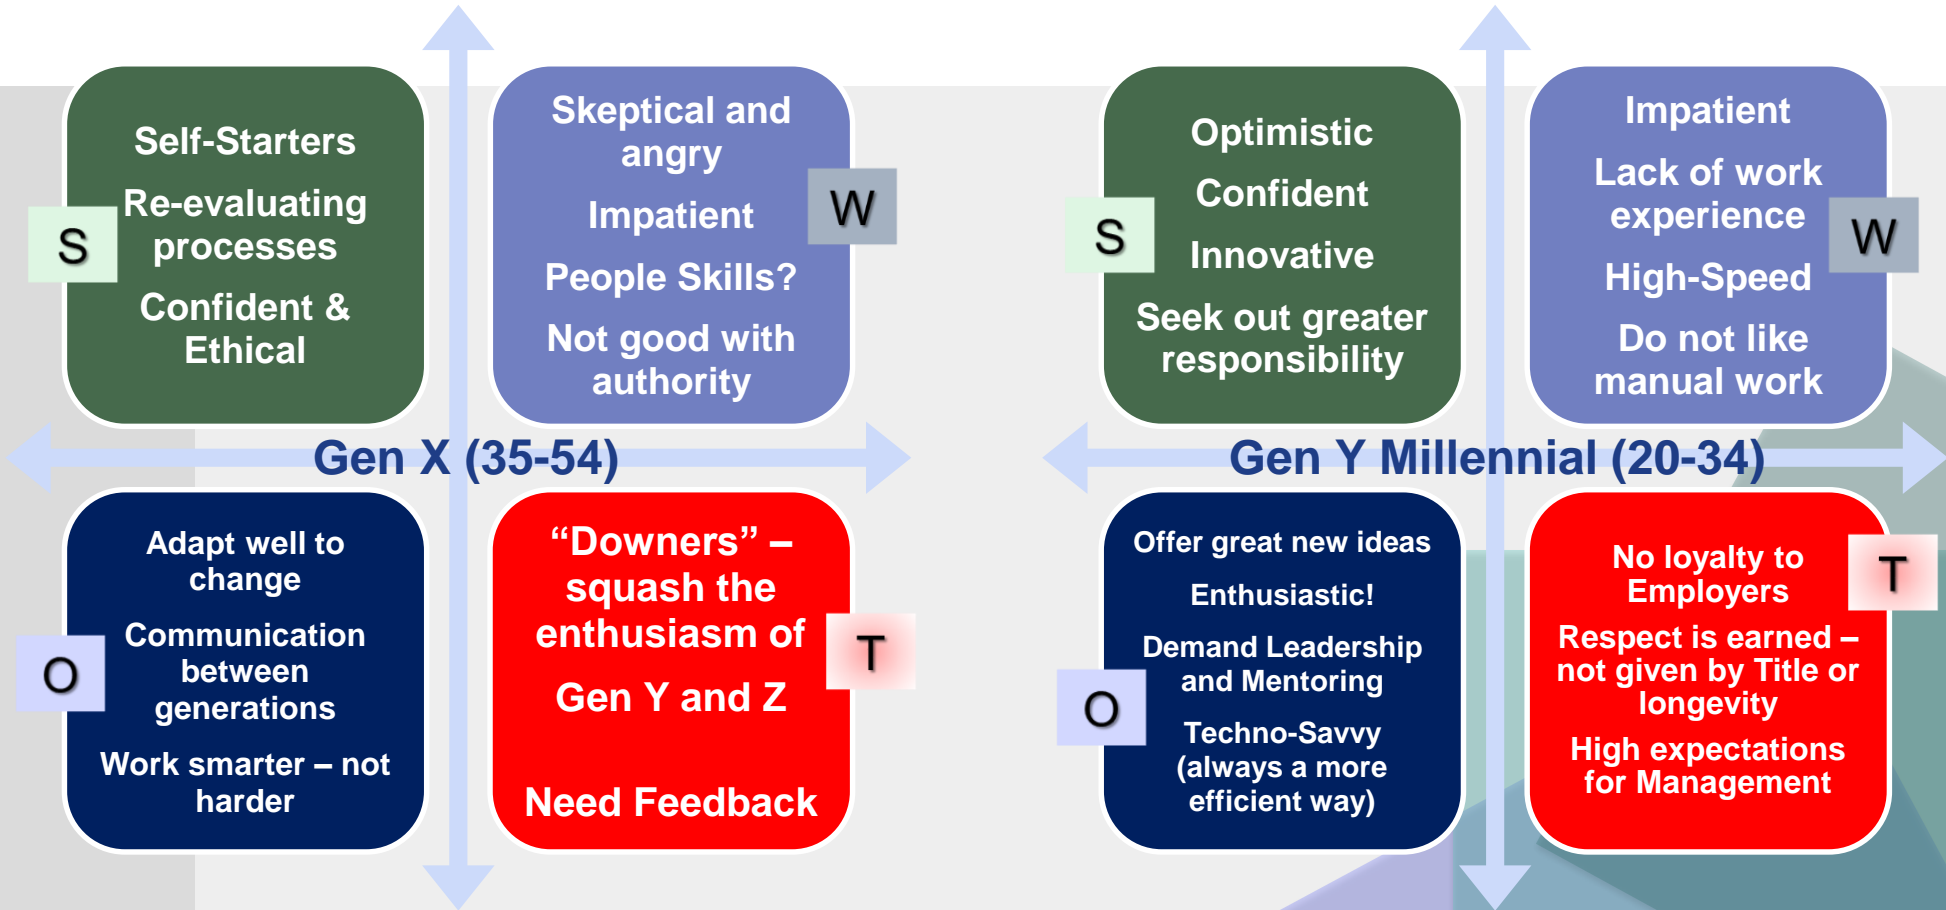 Self-Starters
Re-evaluating
processes
Confident &
Ethical
S
Skeptical and
angry
Impatient
People Skills?
Not good with
authority
W
Gen X (35-54)
Adapt well to
change
Communication
between
generations
Work smarter – not
harder
O
“Downers” –
squash the
enthusiasm of
Gen Y and Z
Need Feedback
T
Optimistic
Confident
Innovative
Seek out greater
responsibility
S
Impatient
Lack of work
experience
High-Speed
Do not like
manual work
W
Gen Y Millennial (20-34)
Offer great new ideas
Enthusiastic!
Demand Leadership
and Mentoring
Techno-Savvy
(always a more
efficient way)
O
No loyalty to
Employers
Respect is earned –
not given by Title or
longevity
High expectations
for Management
T